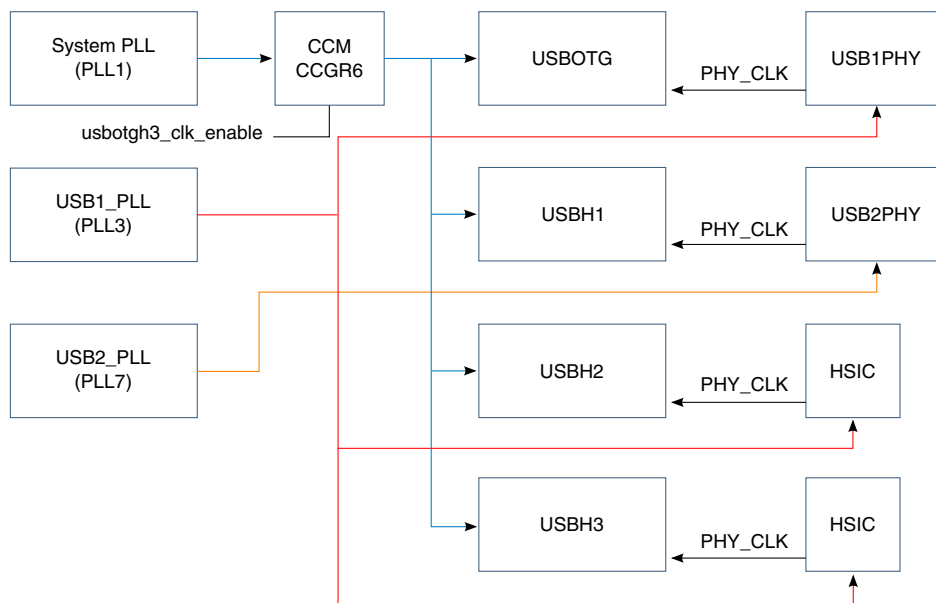 System PLL
(PLL1)
CCM
CCGR6
USBOTG
PHY_CLK
USB1PHY
usbotgh3_clk_enable
USB1_PLL
(PLL3)
USBH1
PHY_CLK
USB2PHY
USB2_PLL
(PLL7)
USBH2
PHY_CLK
HSIC
USBH3
PHY_CLK
HSIC